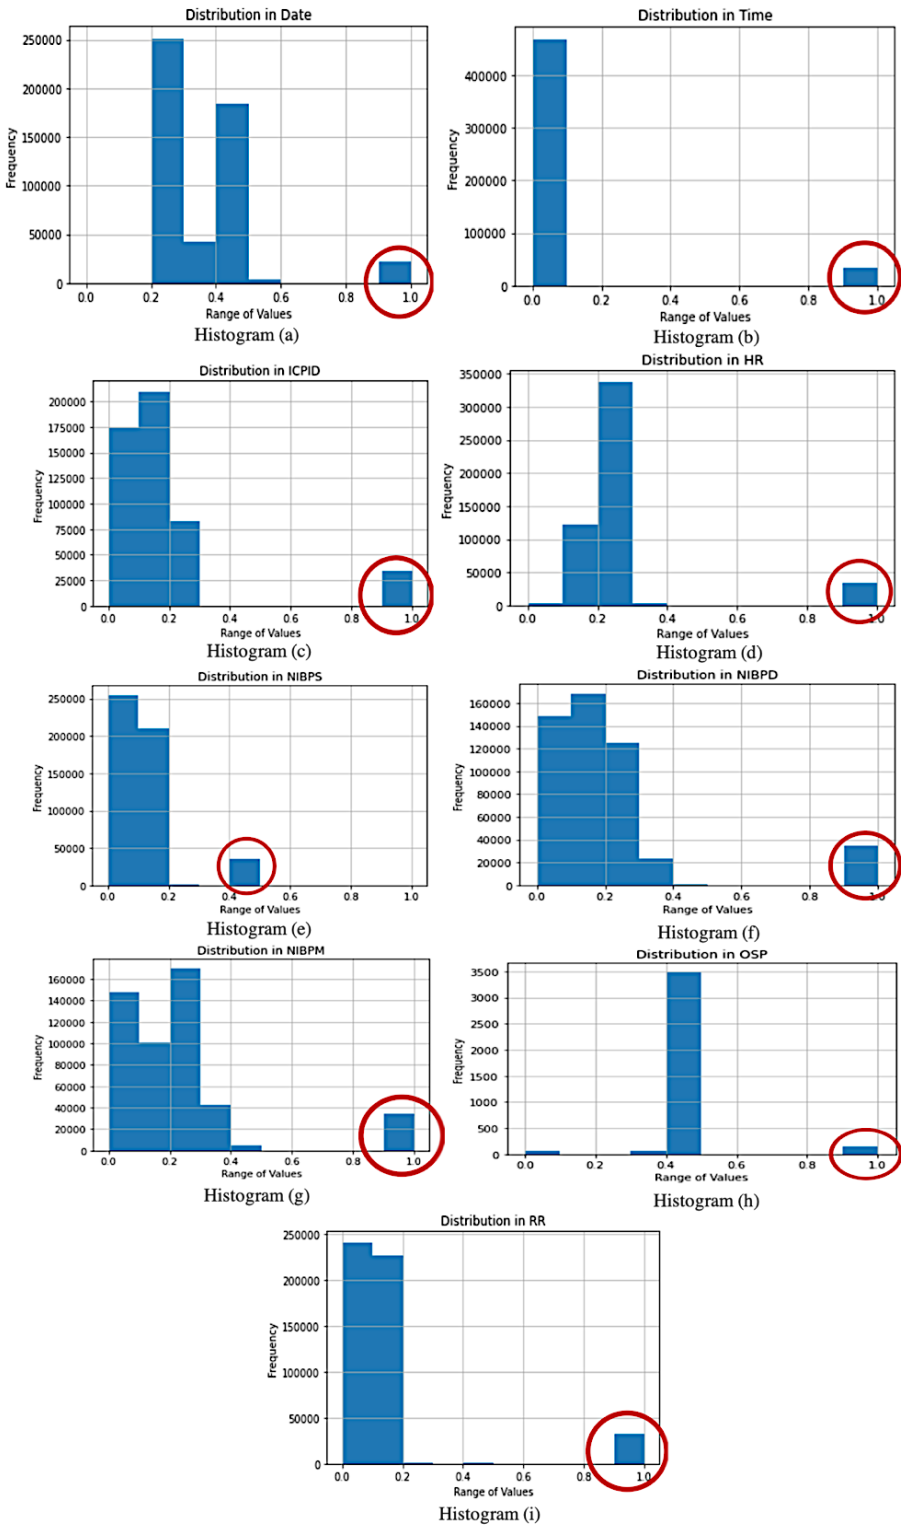 Distribution in Date
250000
200000
150000
100000
50000
0
Frequency
0.0 0.2 0.4 0.6 0.8 1.0
Range of Values
Histogram (a)
Distribution in Time
400000
300000
200000
100000
0
Frequency
0.0 0.2 0.4 0.6 0.8 1.0
Range of Values
Histogram (b)
Distribution in ICPID
200000
175000
150000
125000
100000
75000
50000
25000
0
Frequency
0.0 0.2 0.4 0.6 0.8 1.0
Range of Values
Histogram (c)
Distribution in HR
350000
300000
250000
200000
150000
100000
50000
0
Frequency
0.0 0.2 0.4 0.6 0.8 1.0
Range of Values
Histogram (d)
Distribution in NIBPS
250000
200000
150000
100000
50000
0
Frequency
0.0 0.2 0.4 0.6 0.8 1.0
Range of Values
Histogram (e)
Distribution in NIBPD
160000
140000
120000
100000
80000
60000
40000
20000
0
Frequency
0.0 0.2 0.4 0.6 0.8 1.0
Range of Values
Histogram (f)
Distribution in NIBPM
160000
140000
120000
100000
80000
60000
40000
20000
0
Frequency
0.0 0.2 0.4 0.6 0.8 1.0
Range of Values
Histogram (g)
Distribution in OSP
3500
3000
2500
2000
1500
1000
500
0
Frequency
0.0 0.2 0.4 0.6 0.8 1.0
Range of Values
Histogram (h)
Distribution in RR
250000
200000
150000
100000
50000
0
Frequency
0.0 0.2 0.4 0.6 0.8 1.0
Range of Values
Histogram (i)